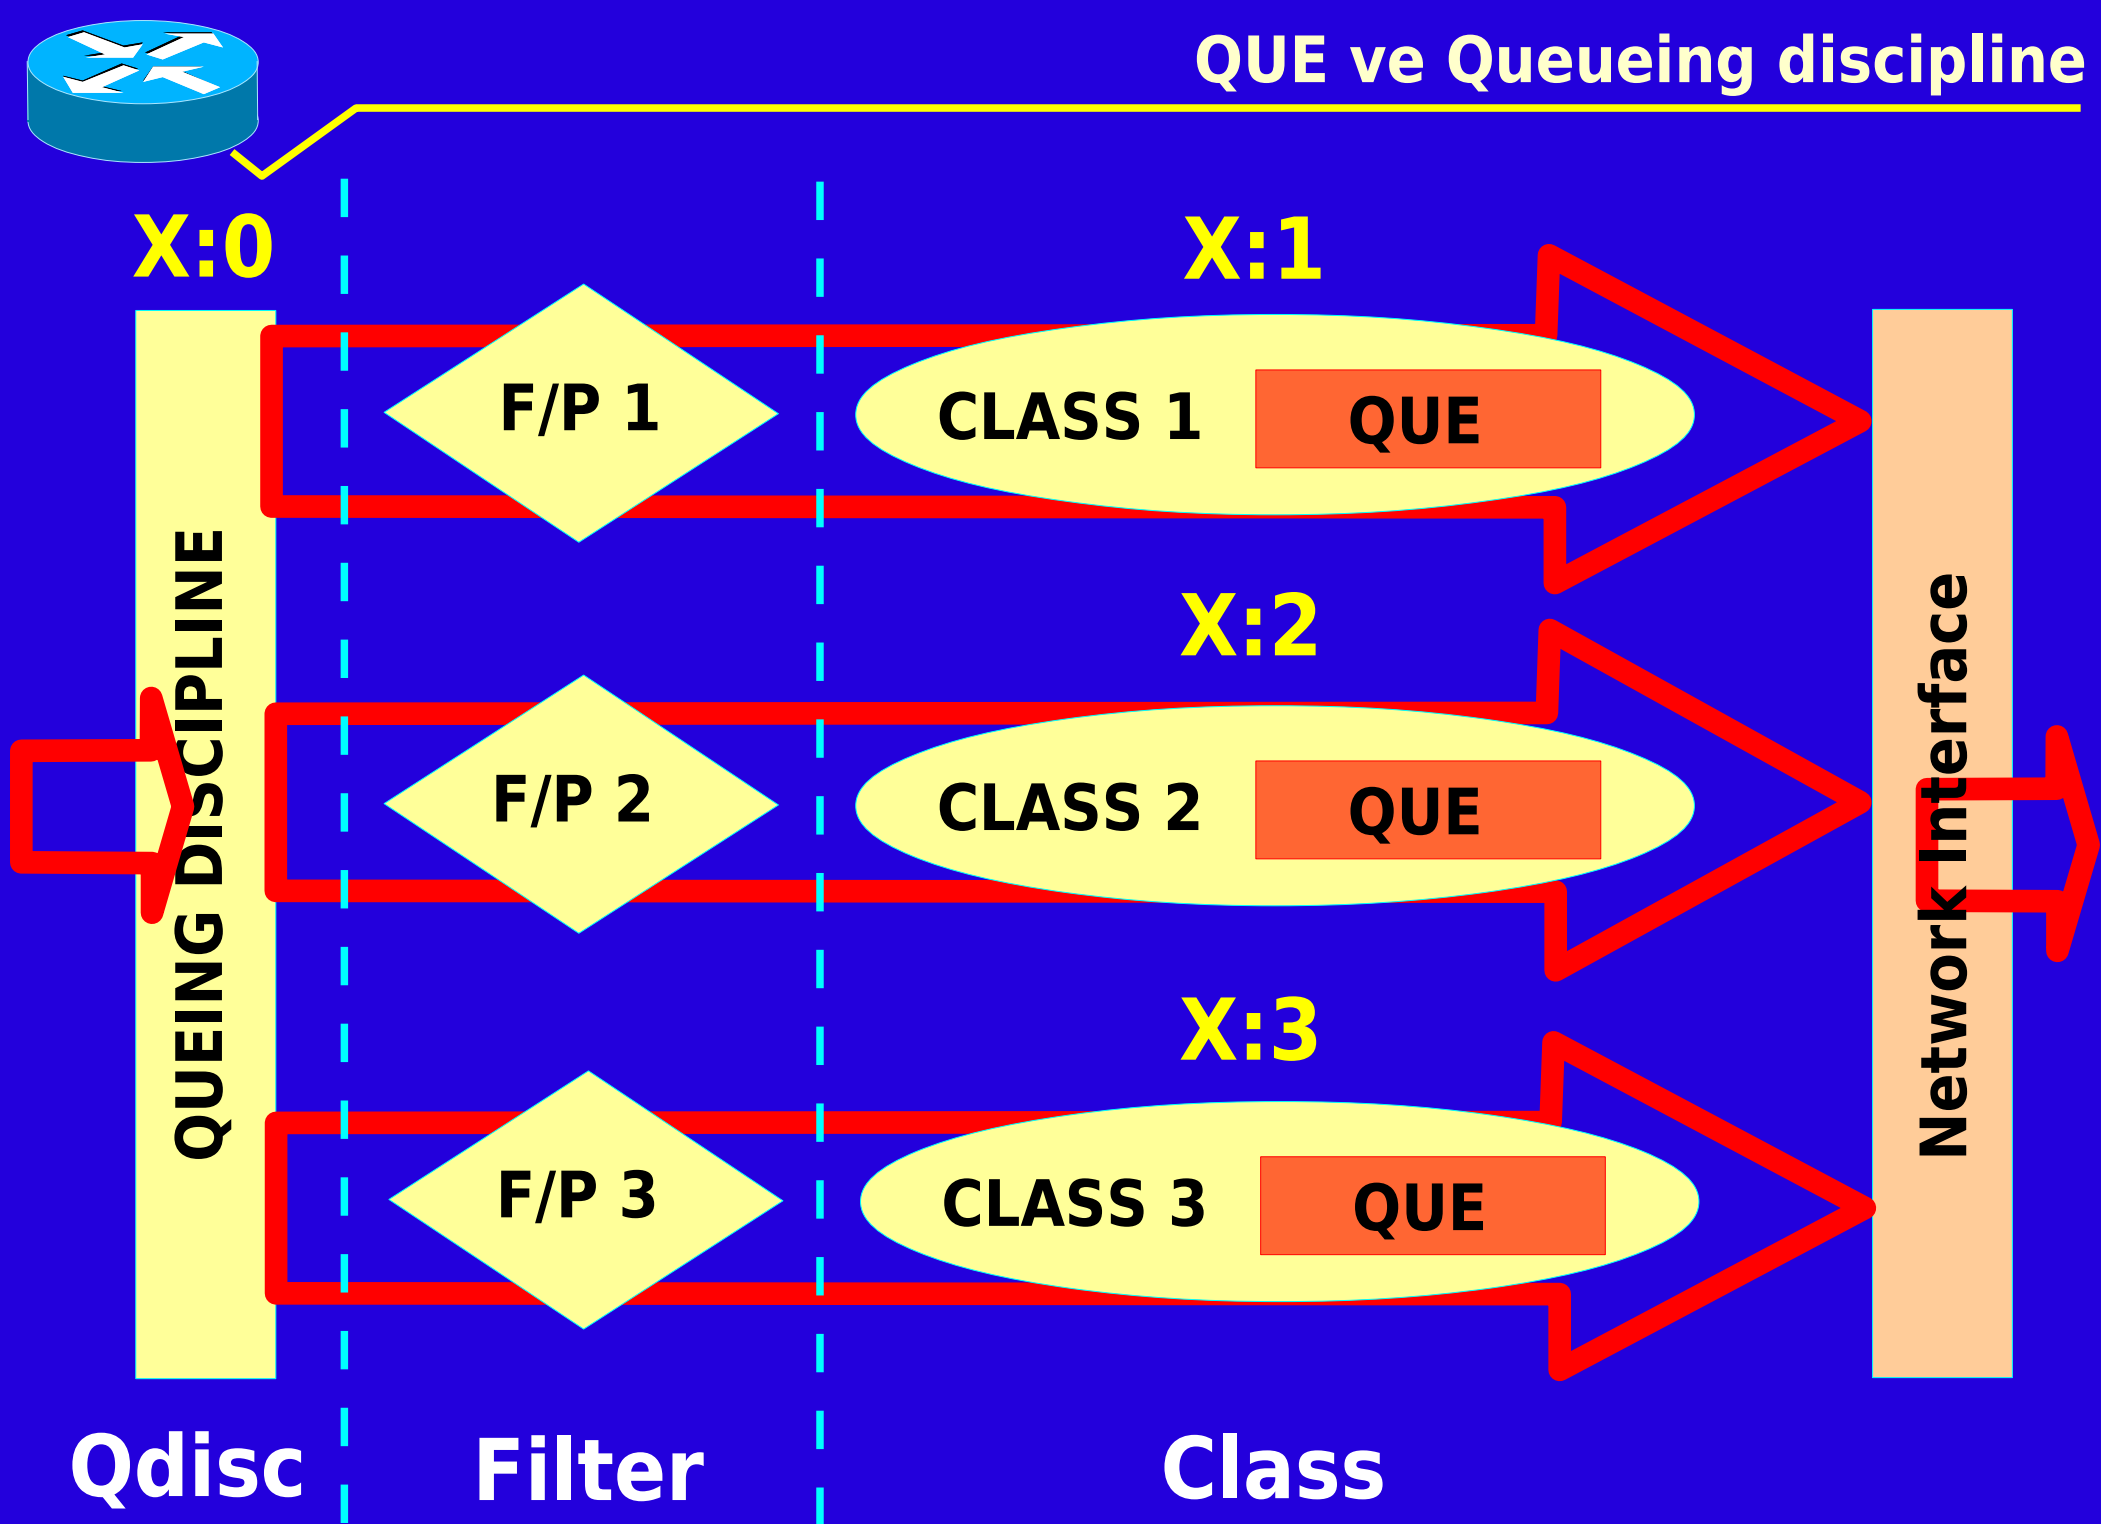 QUE ve Queueing discipline
X:0
X:1
F/P 1
CLASS 1
QUE
X:2
QUEING DISCIPLINE
F/P 2
CLASS 2
QUE
Network Interface
X:3
F/P 3
CLASS 3
QUE
Qdisc
Filter
Class